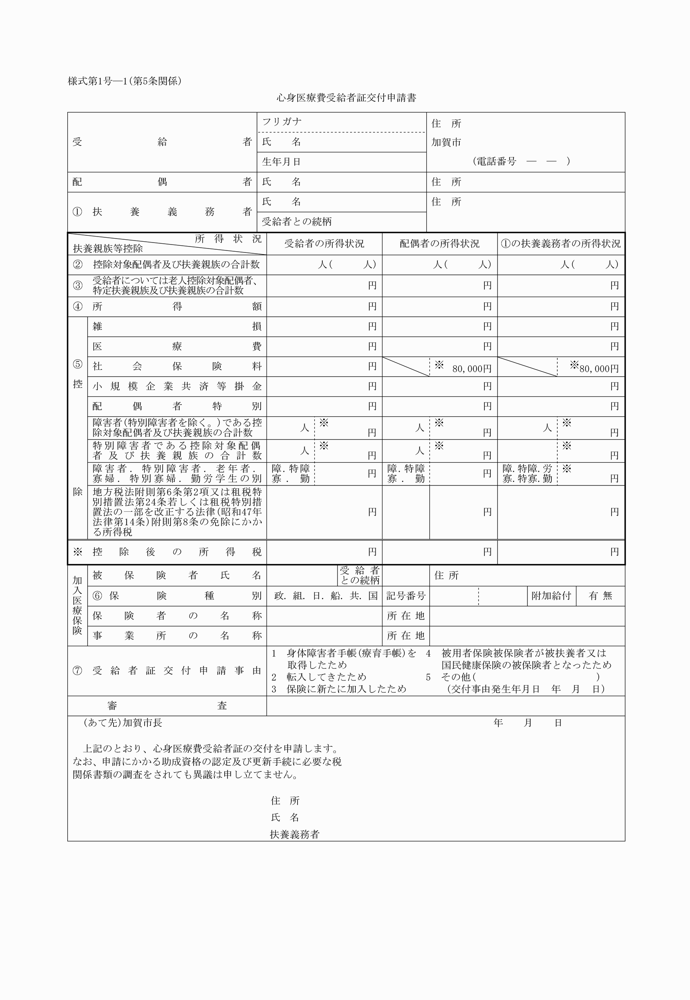 様式第1号―1(第5条関係)
心身医療費受給者証交付申請書
受給者
フリガナ
氏 名
生年月日
住 所
加賀市
(電話番号 ― ― )
配偶者
氏 名
住 所
① 扶養義務者
氏 名
受給者との続柄
住 所
所得状況
扶養親族等控除
受給者の所得状況
配偶者の所得状況
①の扶養義務者の所得状況
② 控除対象配偶者及び扶養親族の合計数
人( 人)
人( 人)
人( 人)
③ 受給者については老人控除対象配偶者、
特定扶養親族及び扶養親族の合計数
円
円
円
④ 所得額
円
円
円
⑤ 控除
雑損
円
円
円
医療費
円
円
円
社会保険料
円
※ 80,000円
※80,000円
小規模企業共済等掛金
円
円
円
配偶者特別
円
円
円
障害者(特別障害者を除く。)である控
除対象配偶者及び扶養親族の合計数
人 ※ 円
人 ※ 円
人 ※ 円
特別障害者である控除対象配偶
者及び扶養親族の合計数
人 ※ 円
人 ※ 円
※ 円
障害者．特別障害者．老年者．
寡婦．特別寡婦．勤労学生の別
障．特障
寡．勤
円
障．特障
寡．勤
円
障．特障．労
寡．特寡．勤
※ 円
地方税法附則第6条第2項又は租税特
別措置法第24条若しくは租税特別措
置法の一部を改正する法律(昭和47年
法律第14条)附則第8条の免除にかか
る所得税
円
円
円
※ 控除後の所得税
円
円
円
加入医療保険
被保険者氏名
受給者
との続柄
住所
⑥ 保険種別
政．組．日．船．共．国
記号番号
附加給付
有 無
保険者の名称
所在地
事業所の名称
所在地
⑦ 受給者証交付申請事由
1 身体障害者手帳(療育手帳)を
取得したため
2 転入してきたため
3 保険に新たに加入したため
4 被用者保険被保険者が被扶養者又は
国民健康保険の被保険者となったため
5 その他( )
(交付事由発生年月日 年 月 日)
審査
(あて先)加賀市長
年 月 日
上記のとおり、心身医療費受給者証の交付を申請します。
なお、申請にかかる助成資格の認定及び更新手続に必要な税
関係書類の調査をされても異議は申し立てません。
住 所
氏 名
扶養義務者